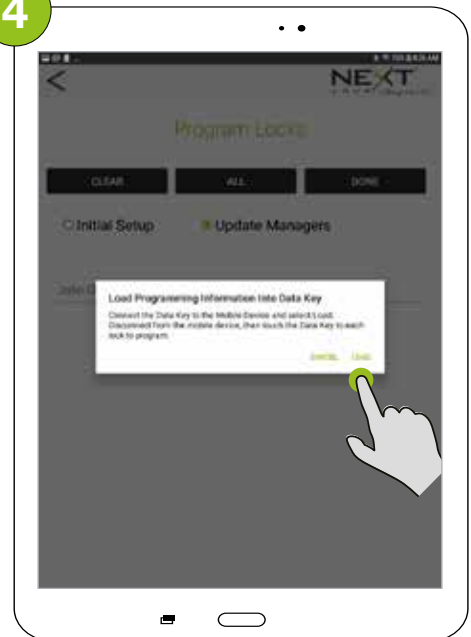 4
NEXT
Program Locks
CLEAR ALL DONE
Initial Setup Update Managers
John
Load Programming Information Into Data Key
Connect the Data Key to the Mobile Device and select Load.
Disconnect from the mobile device, then touch the Data Key to each
lock to program.
CANCEL LOAD